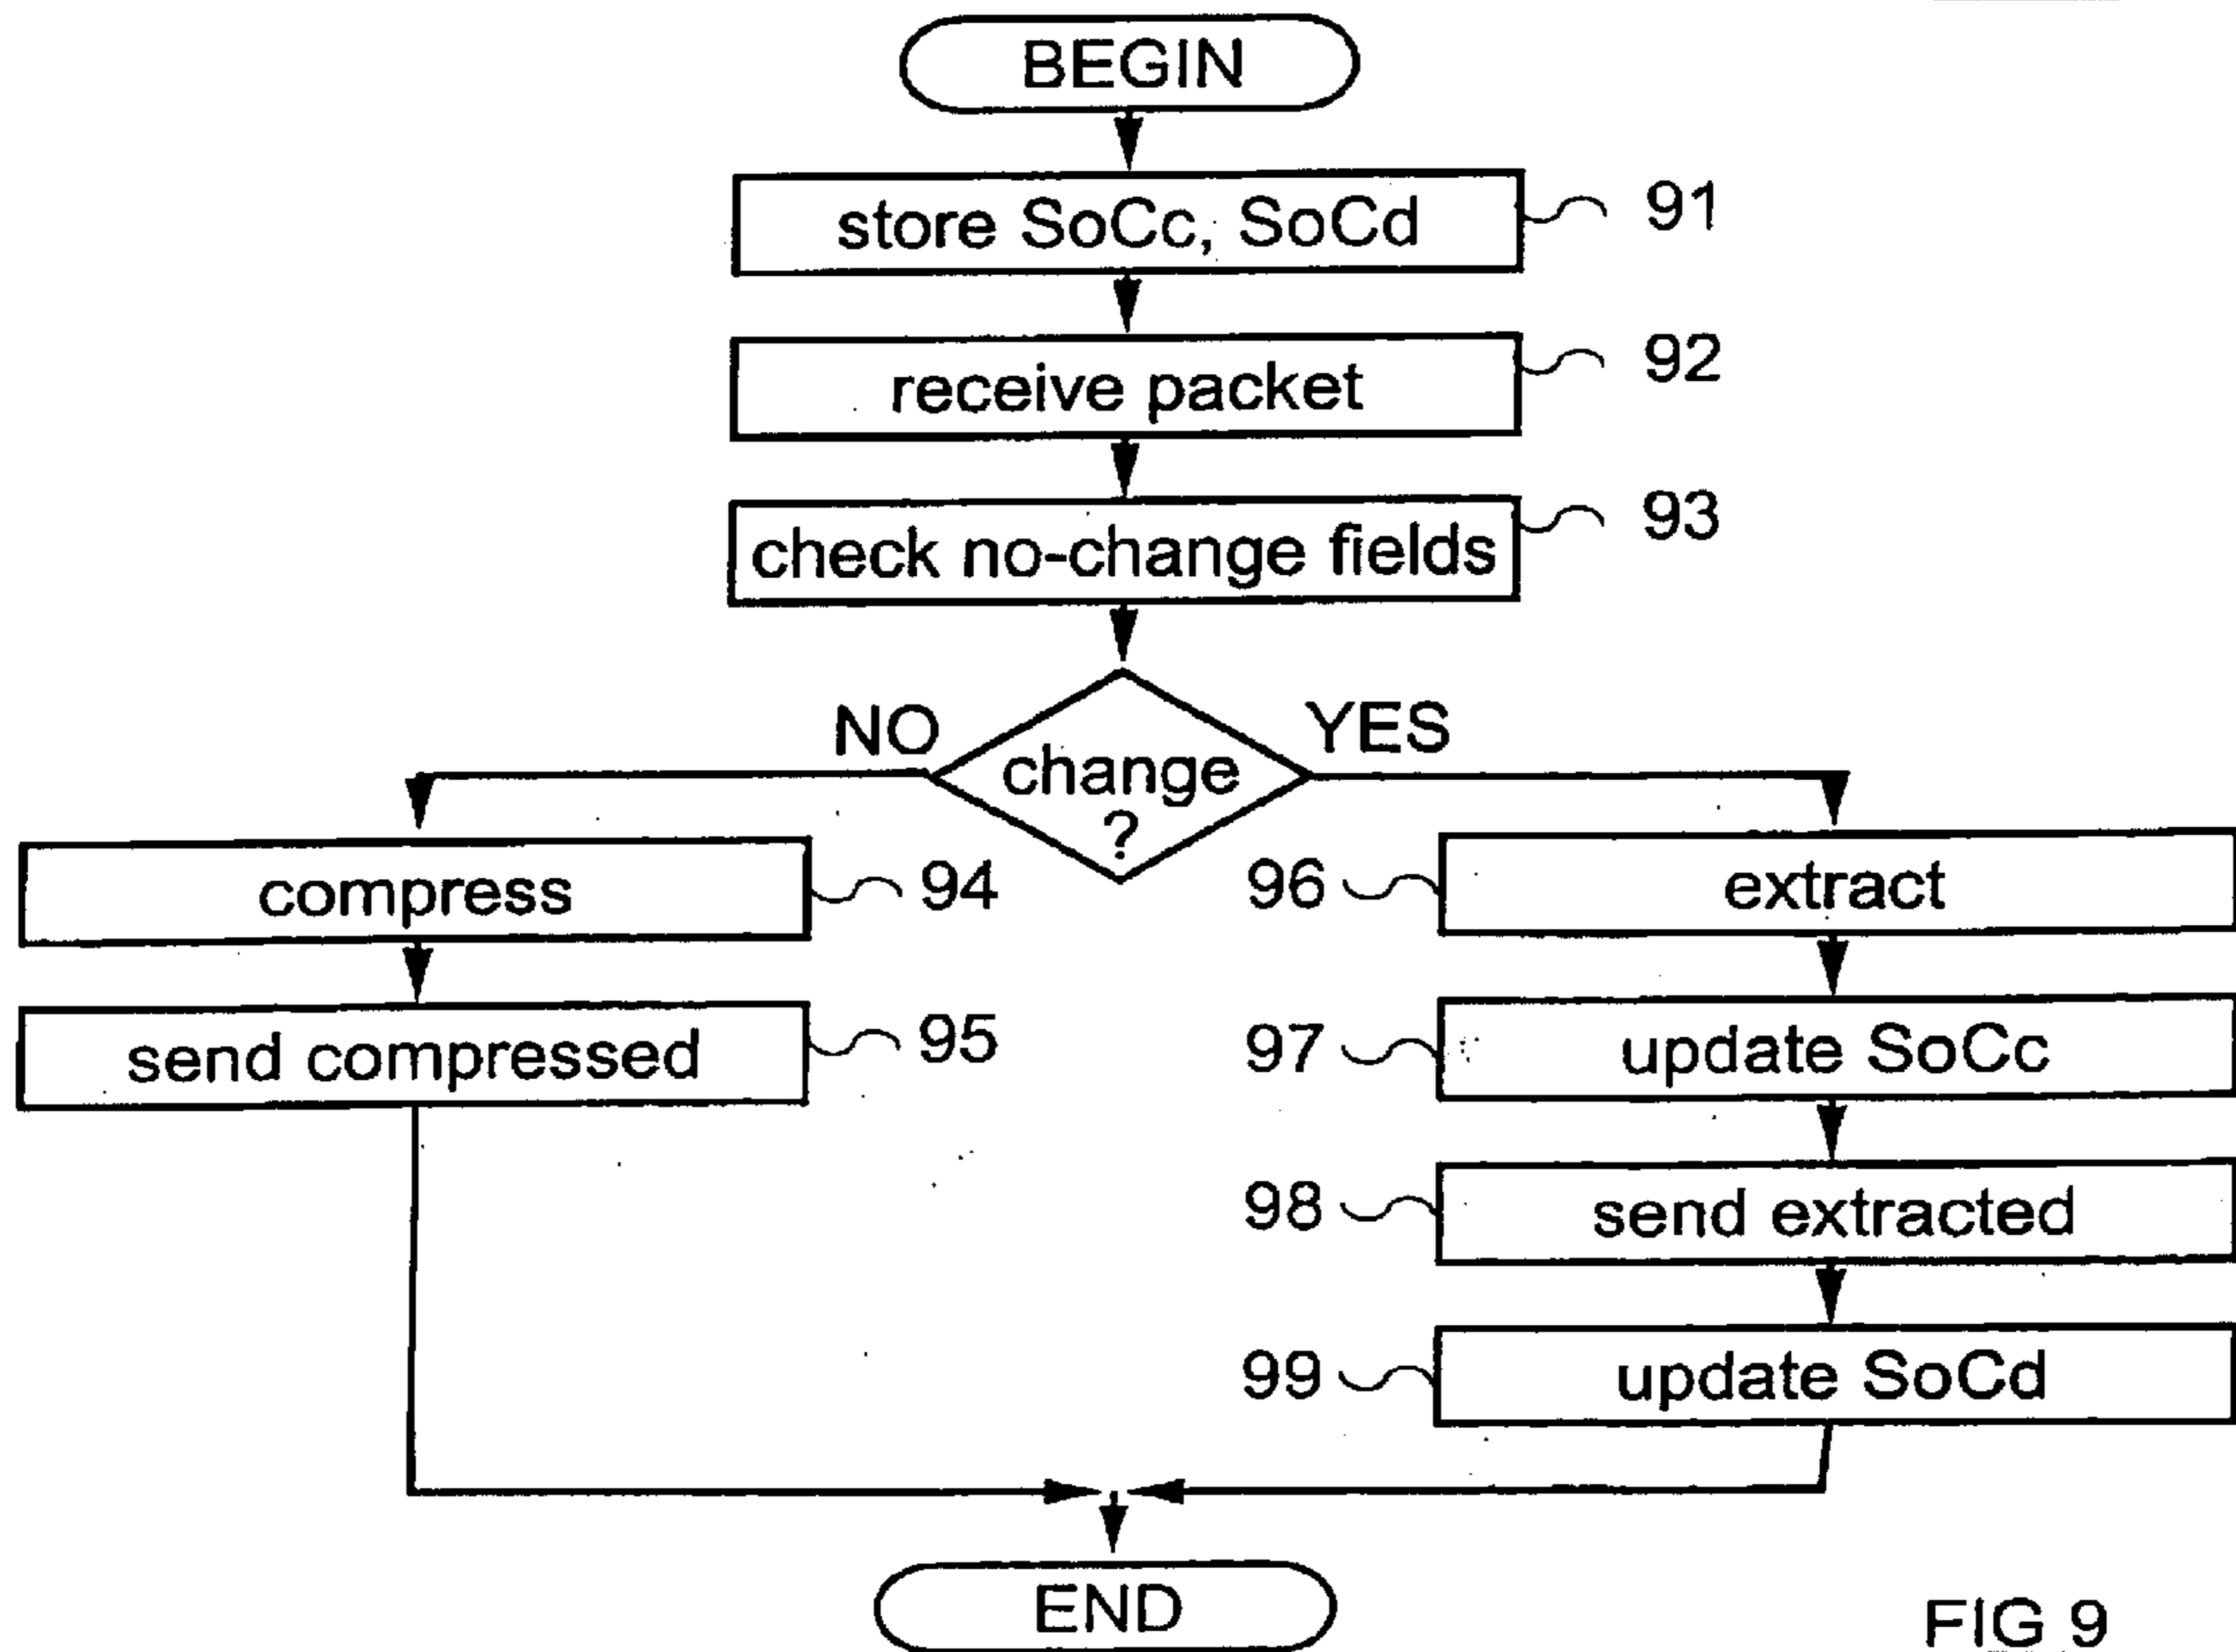 BEGIN
store SoCc, SoCd
91
receive packet
92
check no-change fields
93
NO
YES
change
?
compress
94
96
extract
send compressed
95
97
update SoCc
98
send extracted
99
update SoCd
END
FIG 9